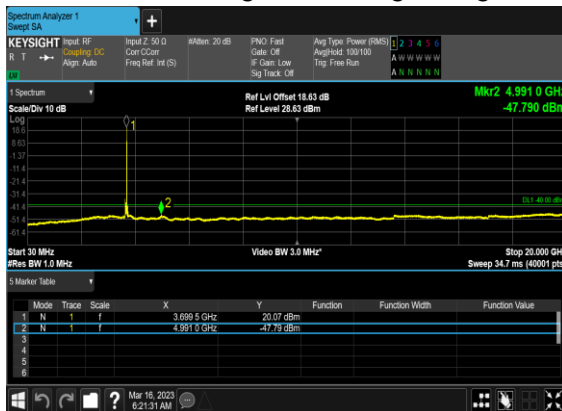 Spectrum Analyzer 1
Swept SA
KEYSIGHT Input: RF Input Z: 50 Ω #Atten: 20 dB PNO: Fast Avg Type: Power (RMS) 1 2 3 4 5 6
R T Coupling: DC Corr CCorr Gate: Off Avg|Hold: 100/100 A W W W W W
Align: Auto Freq Ref: Int (S) IF Gain: Low Trig: Free Run
Sig Track: Off A N N N N N
LXI
1 Spectrum Ref Lvl Offset 18.63 dB Mkr2 4.991 0 GHz
Scale/Div 10 dB Ref Level 28.63 dBm -47.790 dBm
Log
18.6
8.63
-1.37
-11.4
-21.4
-31.4
-41.4
-51.4
-61.4
1
2
DL1 -40.00 dBm
Start 30 MHz Video BW 3.0 MHz* Stop 20.000 GHz
#Res BW 1.0 MHz Sweep 34.7 ms (40001 pts)
5 Marker Table
Mode Trace Scale X Y Function Function Width Function Value
1 N 1 f 3.699 5 GHz 20.07 dBm
2 N 1 f 4.991 0 GHz -47.79 dBm
3
4
5
6
? Mar 16, 2023
6:21:31 AM